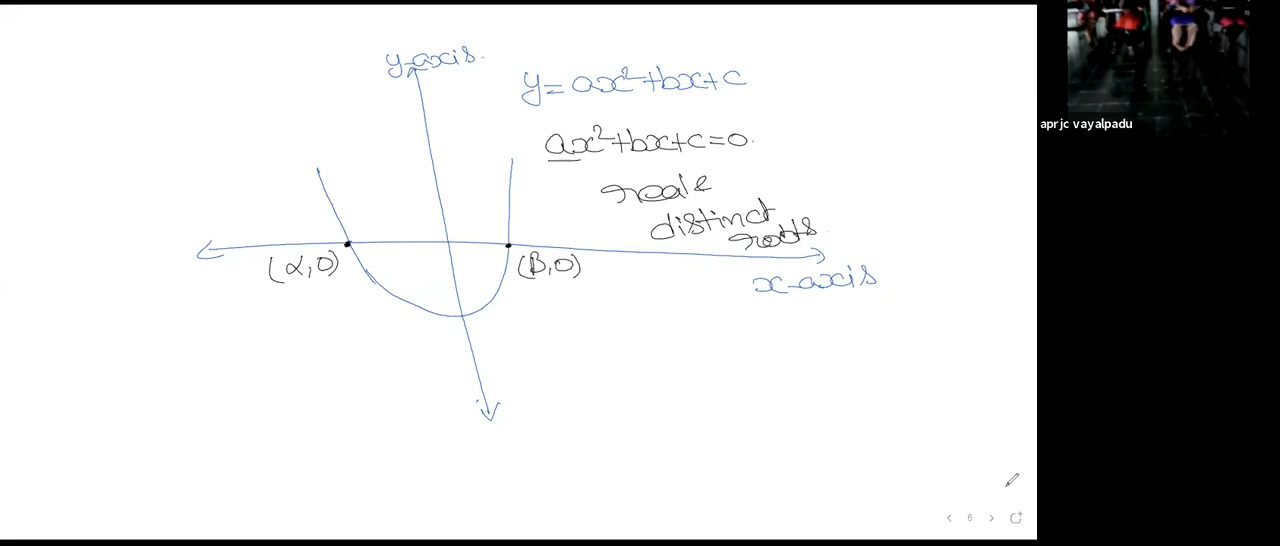 y-axis.
y = ax²+bx+c
ax²+bx+c=0.
real &
distinct
roots.
(α,0)
(β,0)
x-axis
aprjc vayalpadu
6